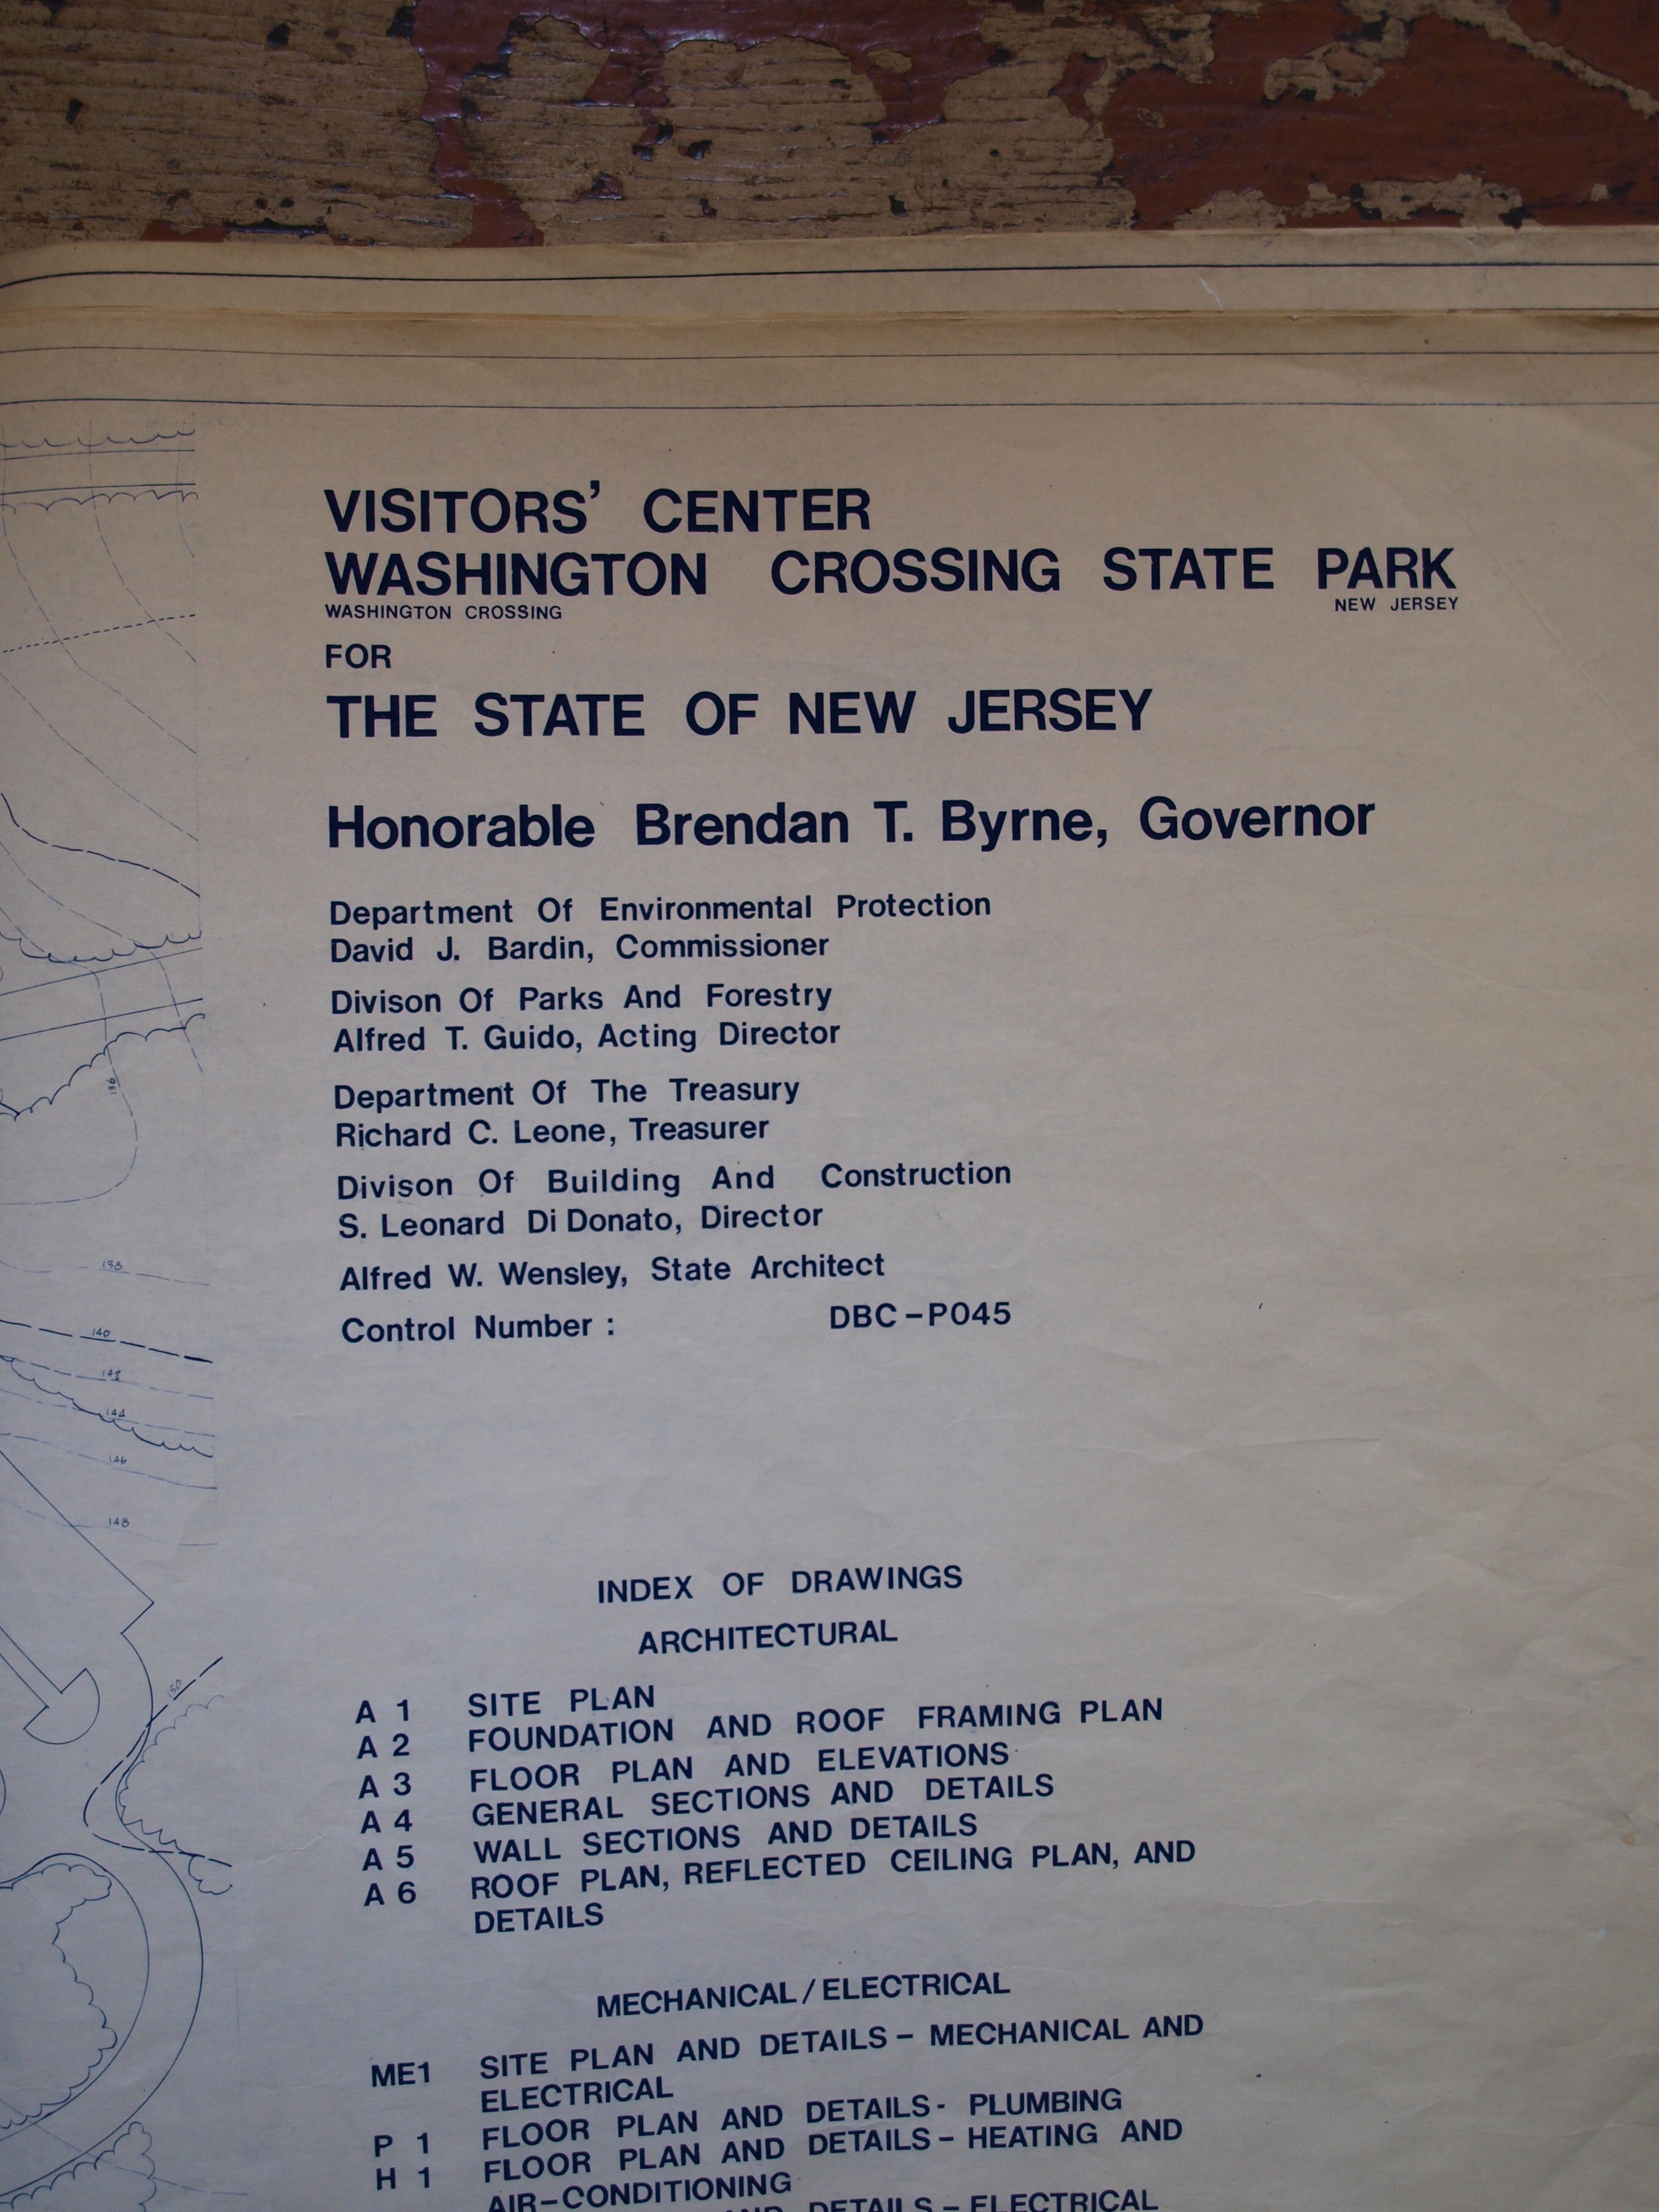 VISITORS' CENTER
WASHINGTON CROSSING STATE PARK
WASHINGTON CROSSING NEW JERSEY
FOR
THE STATE OF NEW JERSEY
Honorable Brendan T. Byrne, Governor
Department Of Environmental Protection
David J. Bardin, Commissioner
Divison Of Parks And Forestry
Alfred T. Guido, Acting Director
Department Of The Treasury
Richard C. Leone, Treasurer
Divison Of Building And Construction
S. Leonard Di Donato, Director
Alfred W. Wensley, State Architect
Control Number : DBC-P045
136
138
140
142
144
146
148
150
INDEX OF DRAWINGS
ARCHITECTURAL
A 1 SITE PLAN
A 2 FOUNDATION AND ROOF FRAMING PLAN
A 3 FLOOR PLAN AND ELEVATIONS
A 4 GENERAL SECTIONS AND DETAILS
A 5 WALL SECTIONS AND DETAILS
A 6 ROOF PLAN, REFLECTED CEILING PLAN, AND
DETAILS
MECHANICAL/ELECTRICAL
ME1 SITE PLAN AND DETAILS - MECHANICAL AND
ELECTRICAL
P 1 FLOOR PLAN AND DETAILS - PLUMBING
H 1 FLOOR PLAN AND DETAILS - HEATING AND
AIR-CONDITIONING
AND DETAILS - ELECTRICAL